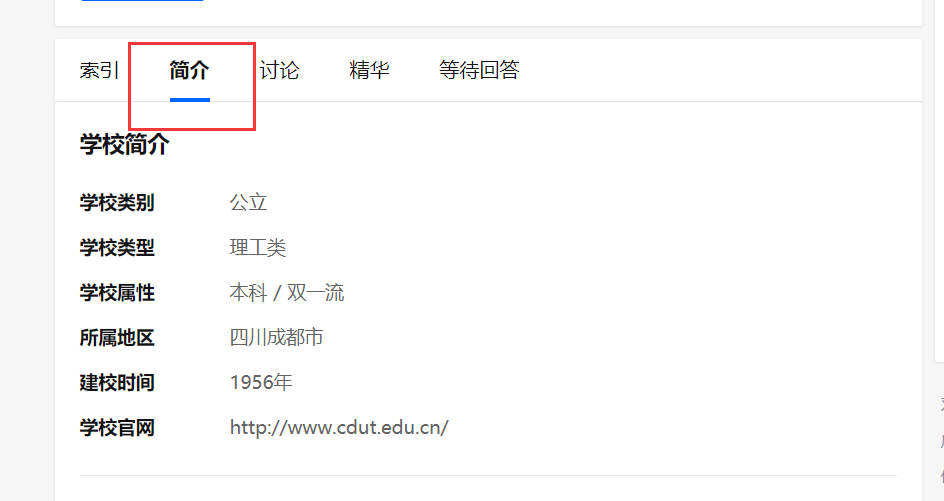 索引 简介 讨论 精华 等待回答
学校简介
学校类别 公立
学校类型 理工类
学校属性 本科 / 双一流
所属地区 四川成都市
建校时间 1956年
学校官网 http://www.cdut.edu.cn/